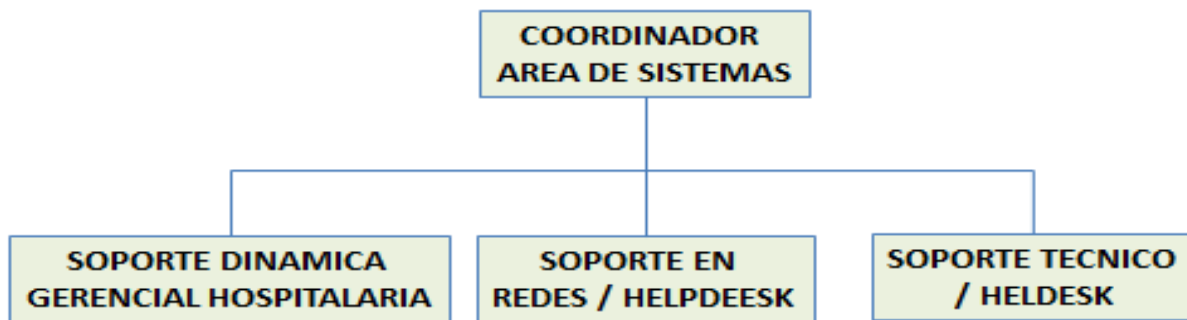 COORDINADOR
AREA DE SISTEMAS
SOPORTE DINAMICA
GERENCIAL HOSPITALARIA
SOPORTE EN
REDES / HELPDEESK
SOPORTE TECNICO
/ HELDESK